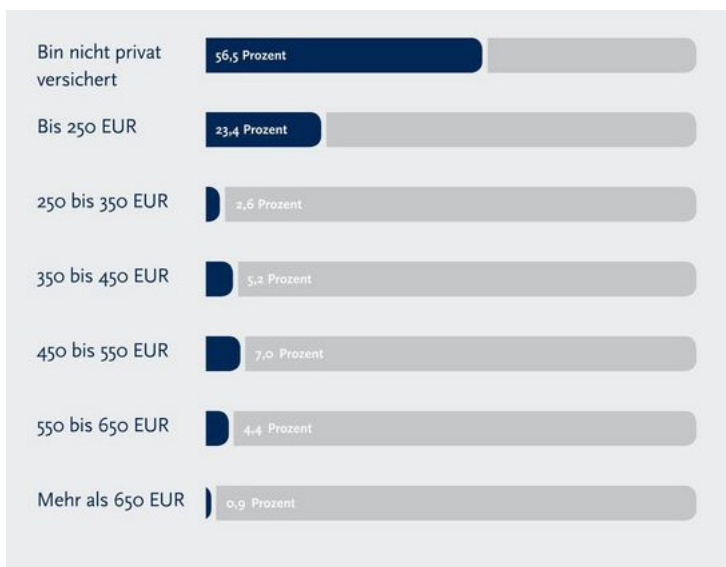 Bin nicht privat
versichert
56,5 Prozent
Bis 250 EUR
23,4 Prozent
250 bis 350 EUR
2,6 Prozent
350 bis 450 EUR
5,2 Prozent
450 bis 550 EUR
7,0 Prozent
550 bis 650 EUR
4,4 Prozent
Mehr als 650 EUR
0,9 Prozent